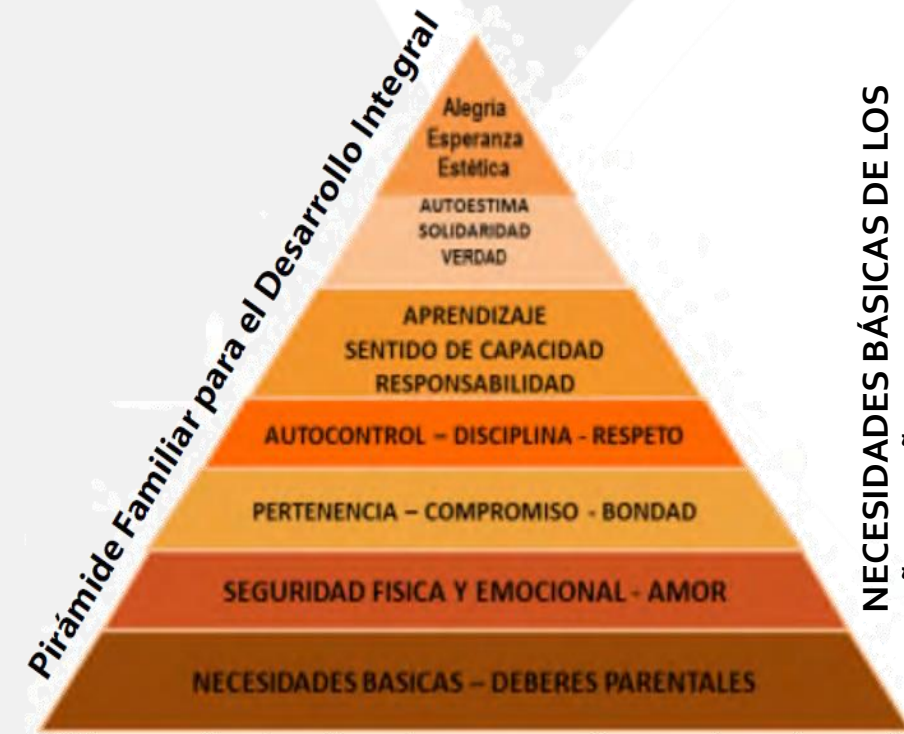 Pirámide Familiar para el Desarrollo Integral
Alegria
Esperanza
Estética
AUTOESTIMA
SOLIDARIDAD
VERDAD
APRENDIZAJE
SENTIDO DE CAPACIDAD
RESPONSABILIDAD
AUTOCONTROL – DISCIPLINA - RESPETO
PERTENENCIA – COMPROMISO - BONDAD
SEGURIDAD FISICA Y EMOCIONAL - AMOR
NECESIDADES BASICAS – DEBERES PARENTALES
NECESIDADES BÁSICAS DE LOS